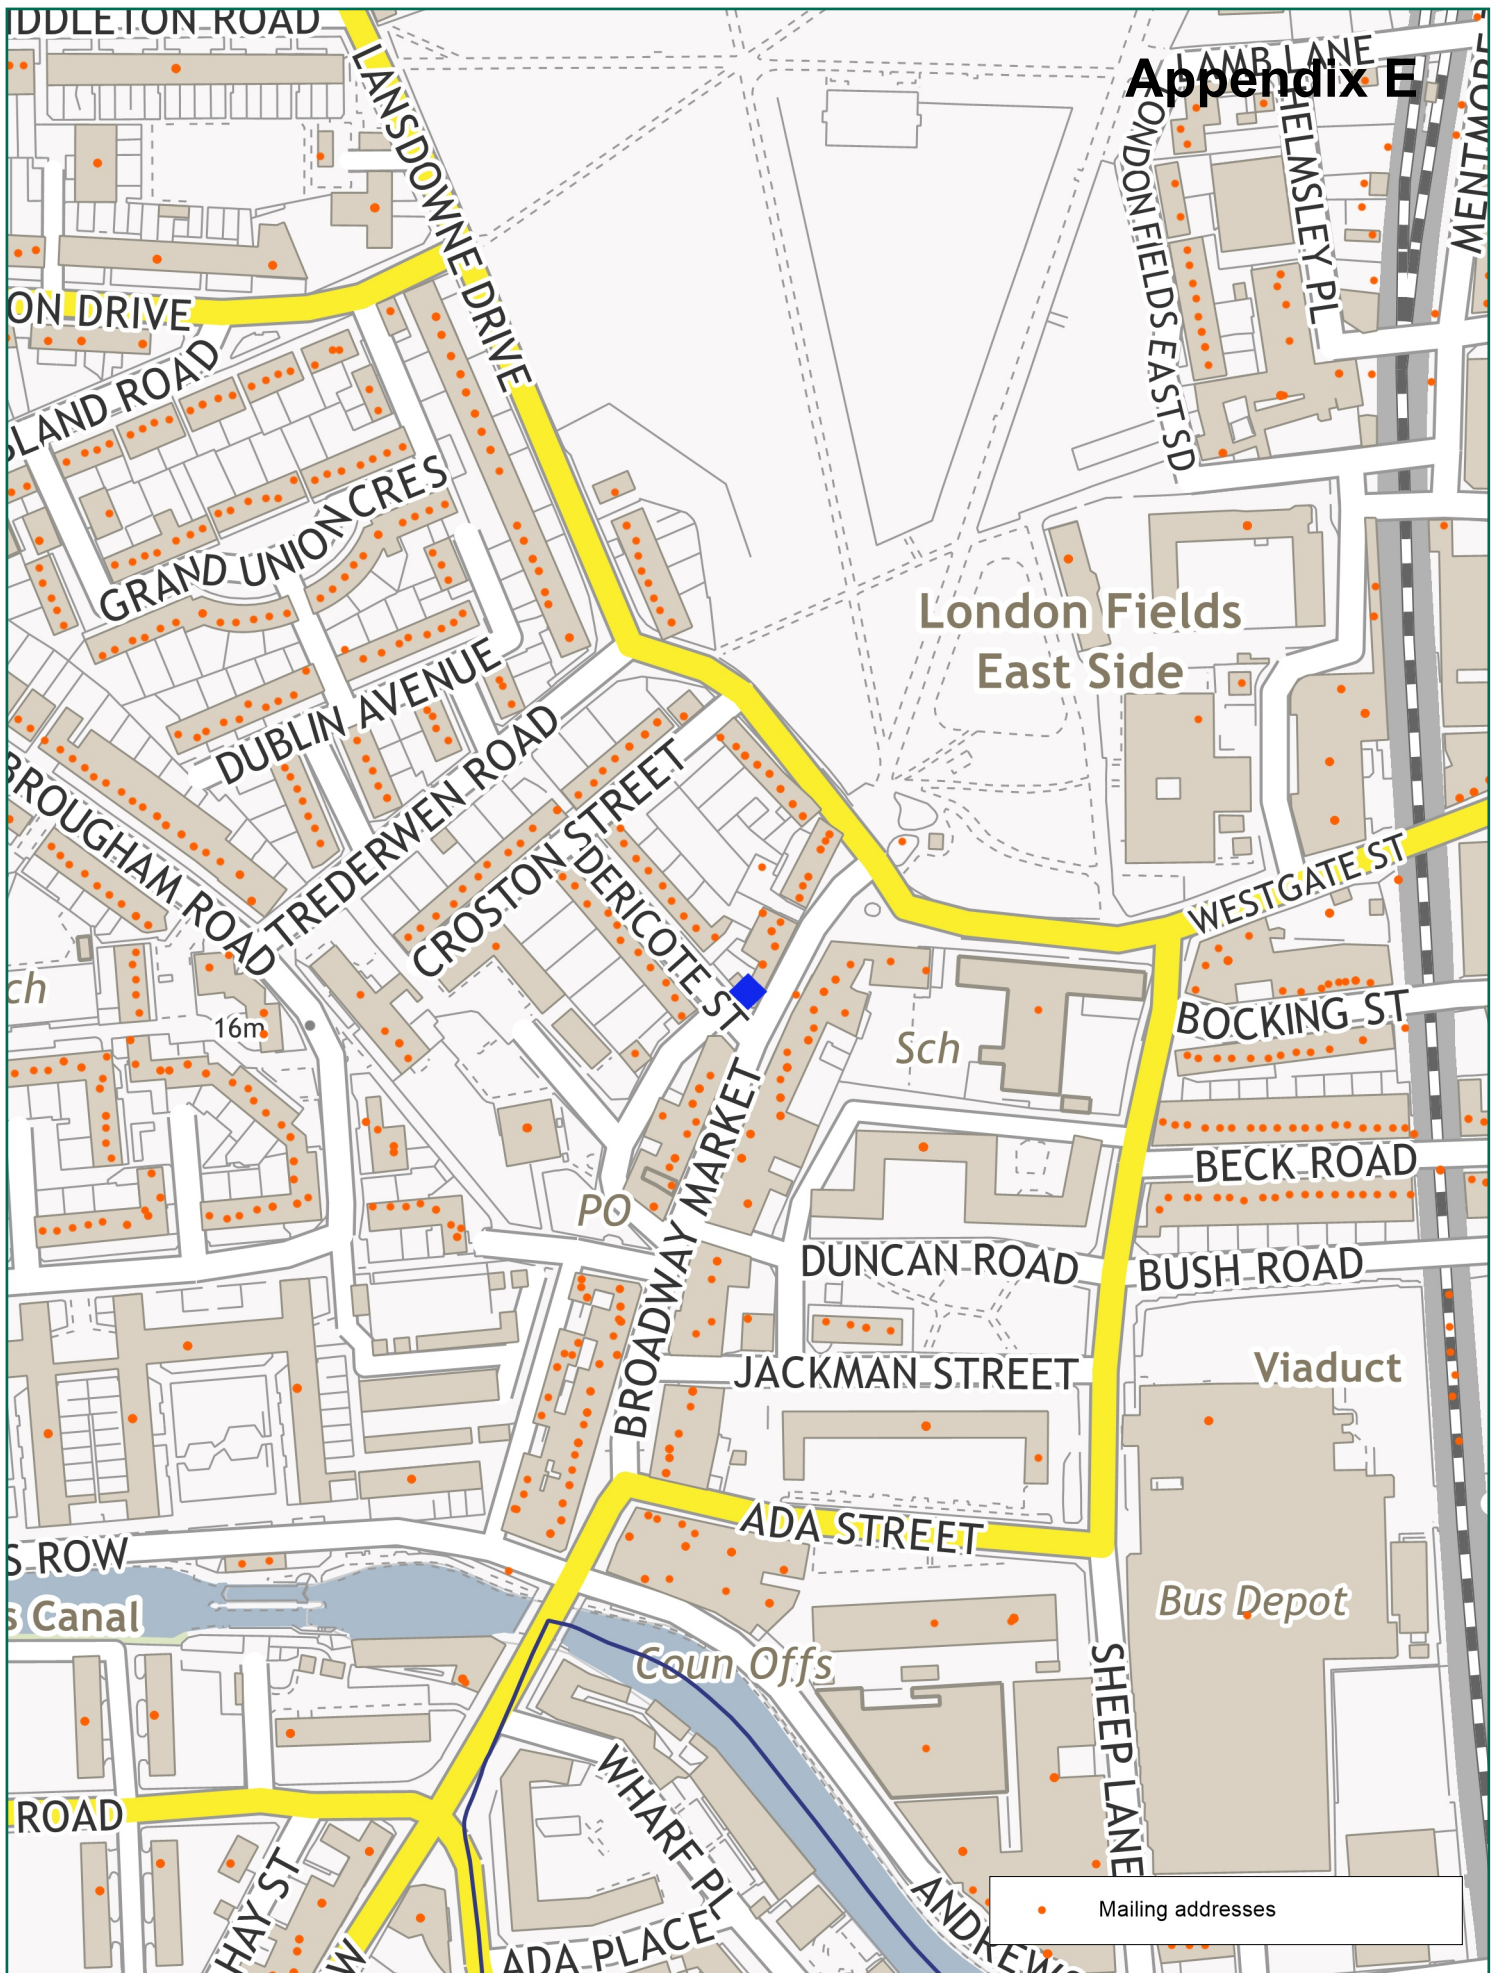 IDDLETON ROAD
LAMB LANE
Appendix E
LANSDOWNE DRIVE
LONDON FIELDS EAST SD
HELMSLEY PL
MENTMORE
ON DRIVE
SLAND ROAD
GRAND UNION CRES
London Fields
East Side
DUBLIN AVENUE
BROUGHAM ROAD
TREDERWEN ROAD
CROSTON STREET
DERICOTE ST
WESTGATE ST
ch
16m
Sch
BOCKING ST
BECK ROAD
PO
BROADWAY MARKET
DUNCAN ROAD
BUSH ROAD
JACKMAN STREET
Viaduct
ADA STREET
S ROW
s Canal
Coun Offs
Bus Depot
SHEEP LANE
ROAD
WHARF PL
HAY ST
W
ADA PLACE
ANDREWS
Mailing addresses